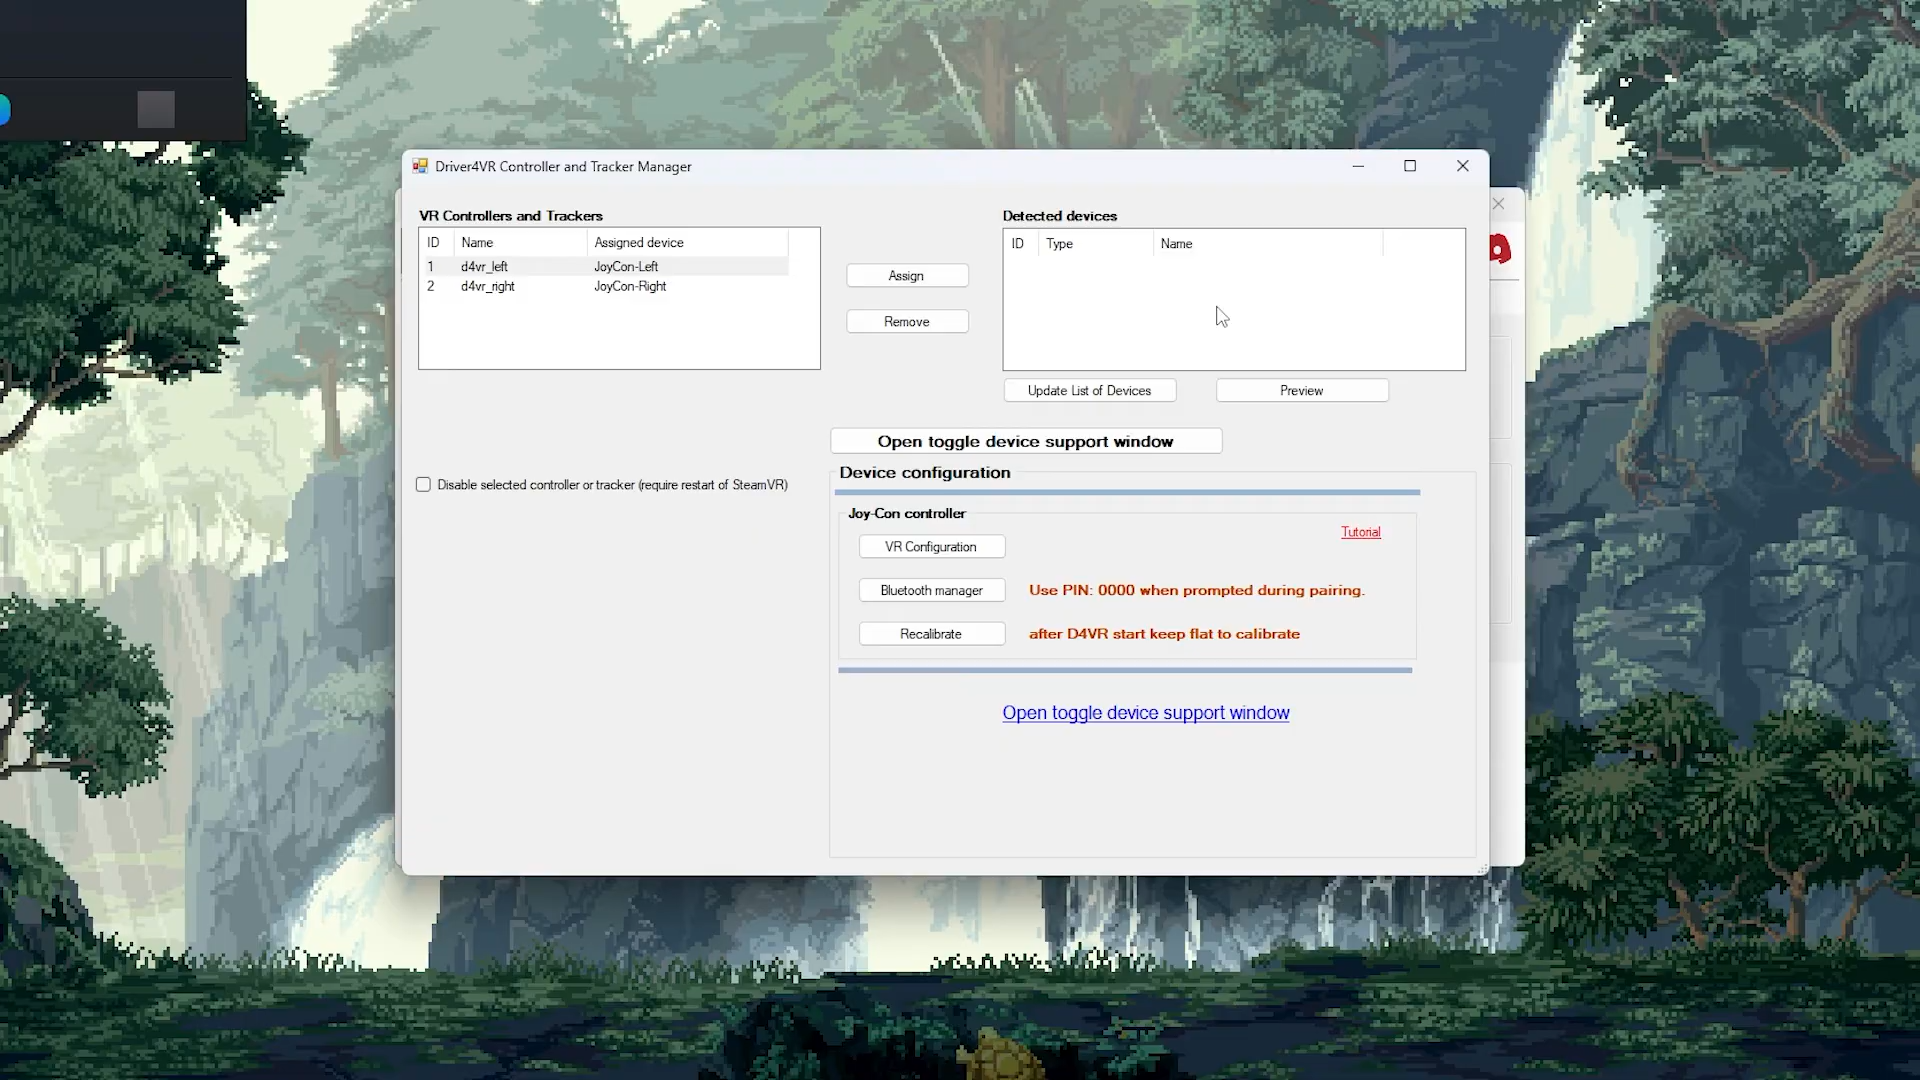 Driver4VR Controller and Tracker Manager
VR Controllers and Trackers
ID Name Assigned device
1 d4vr_left JoyCon-Left
2 d4vr_right JoyCon-Right
Assign
Remove
Detected devices
ID Type Name
Update List of Devices
Preview
Open toggle device support window
Disable selected controller or tracker (require restart of SteamVR)
Device configuration
Joy-Con controller
Tutorial
VR Configuration
Bluetooth manager
Use PIN: 0000 when prompted during pairing.
Recalibrate
after D4VR start keep flat to calibrate
Open toggle device support window